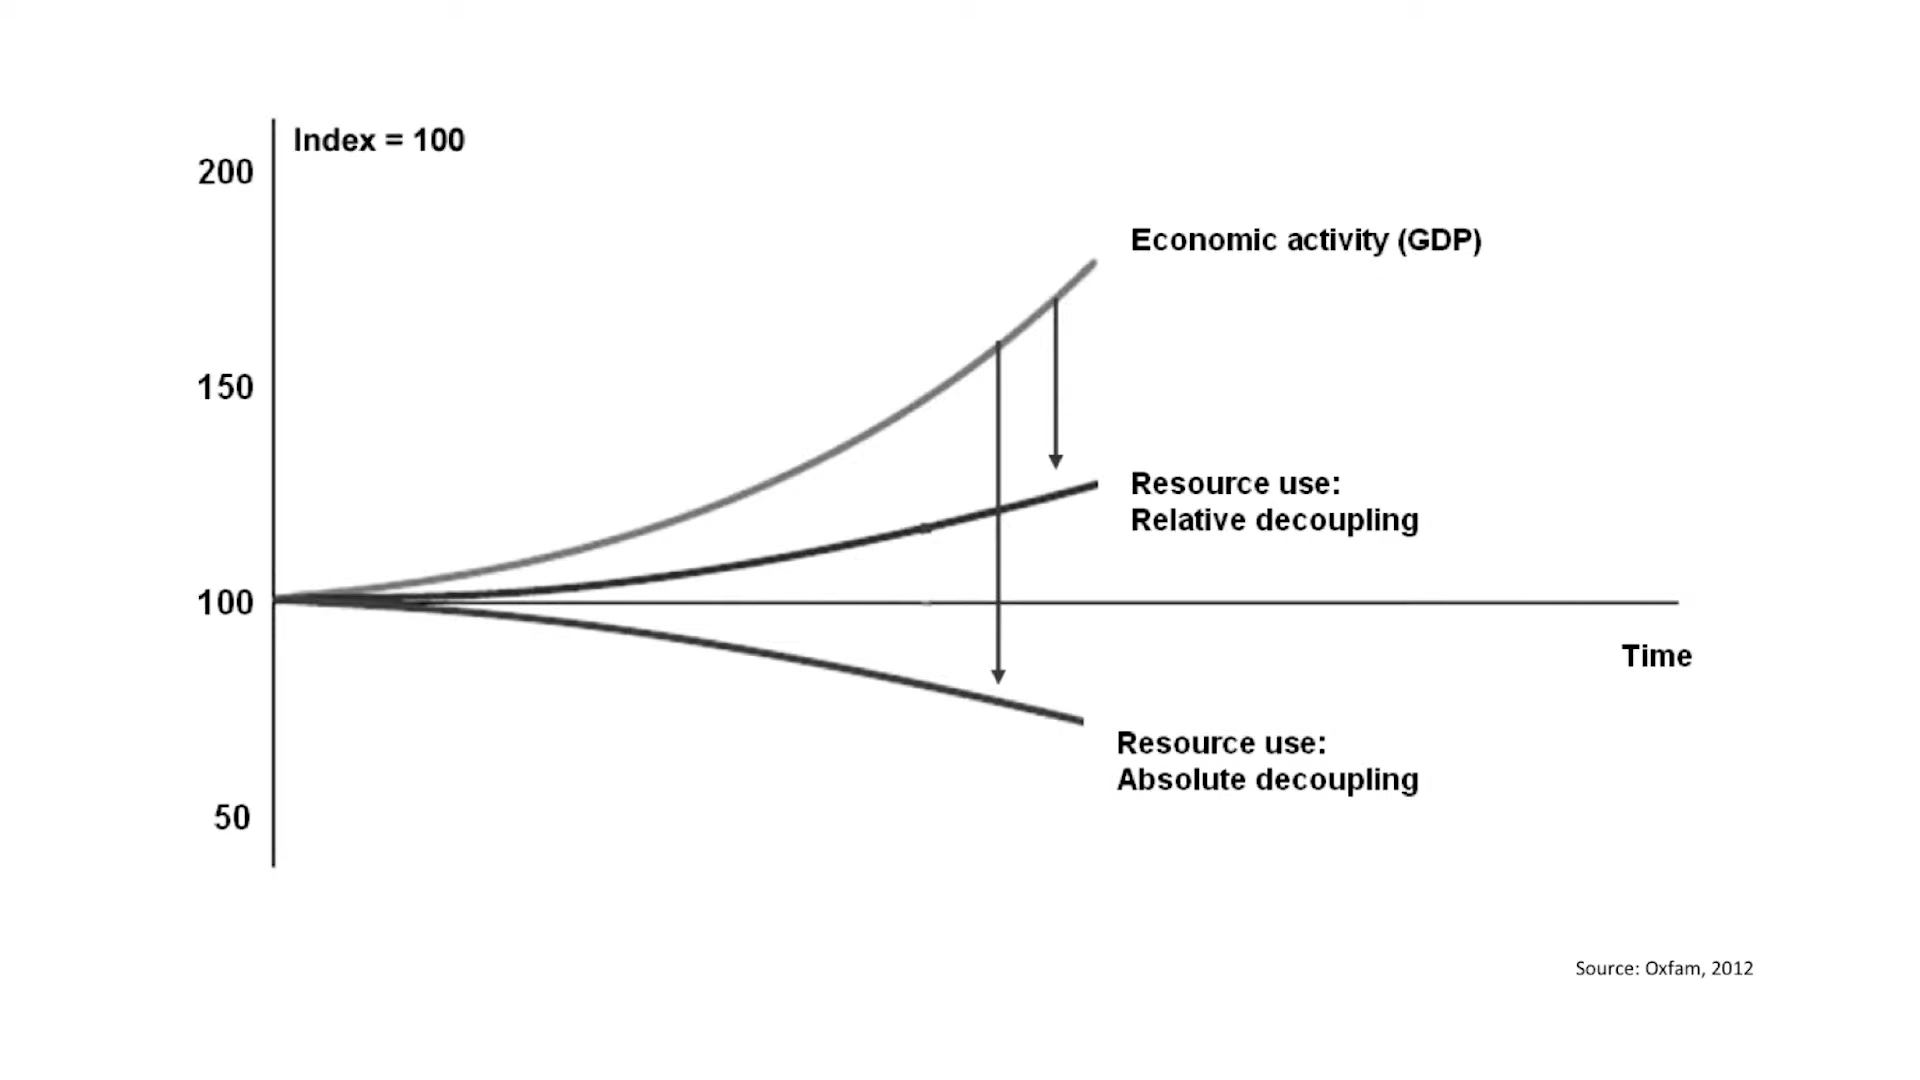 Index = 100
200
Economic activity (GDP)
150
Resource use:
Relative decoupling
100
Time
Resource use:
Absolute decoupling
50
Source: Oxfam, 2012